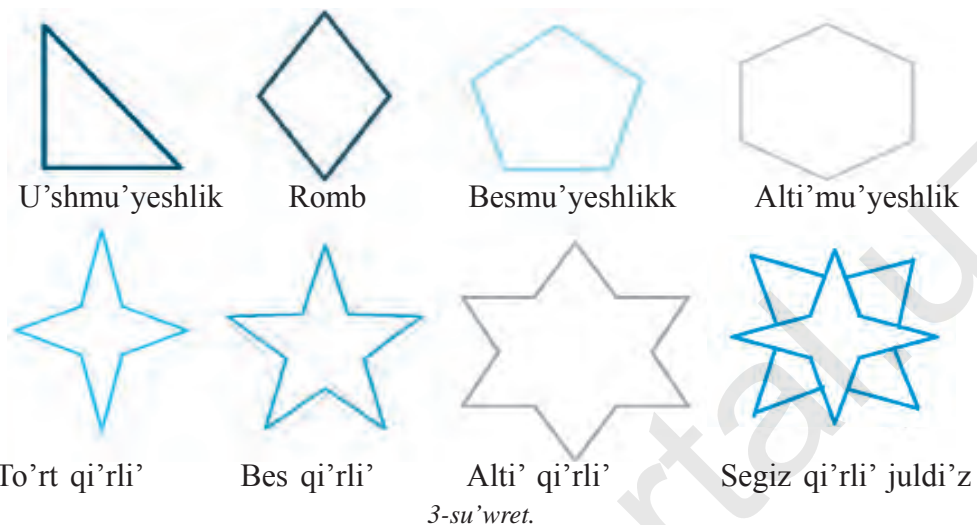 U’shmu’yeshlik Romb Besmu’yeshlikk Alti’mu’yeshlik
To’rt qi’rli’ Bes qi’rli’ Alti’ qi’rli’ Segiz qi’rli’ juldi’z
3-su’wret.